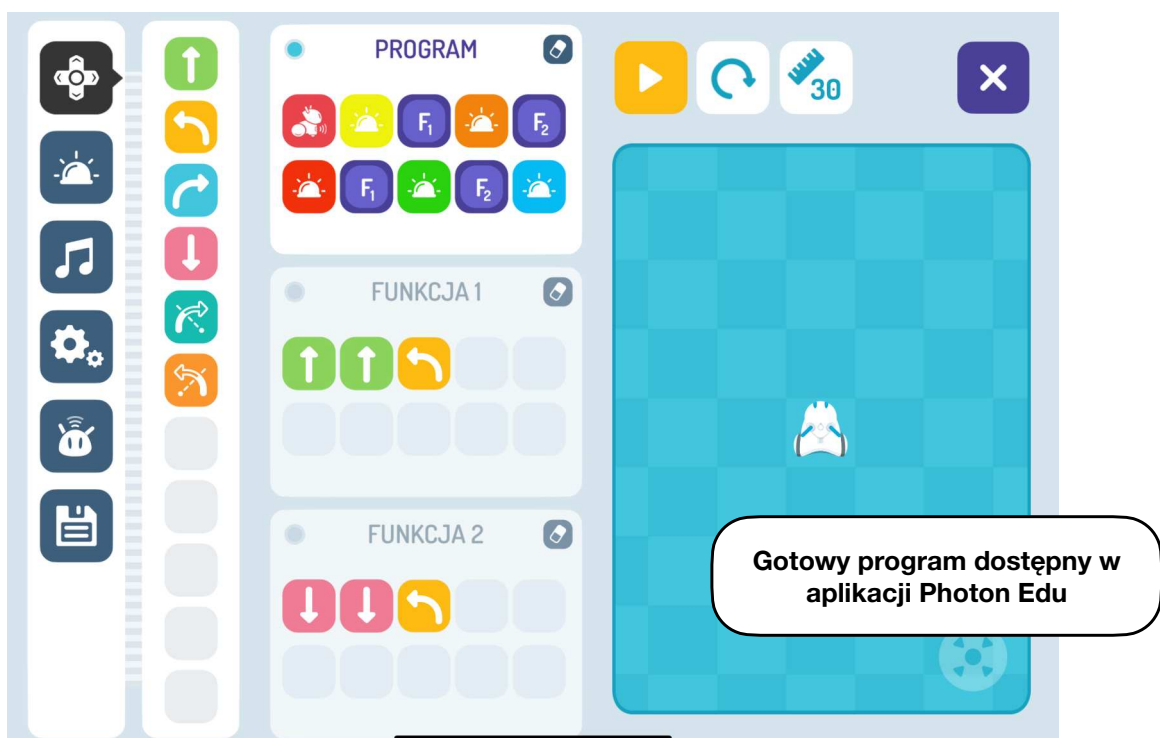 PROGRAM
F1
F2
F1
F2
30
FUNKCJA 1
FUNKCJA 2
Gotowy program dostępny w
aplikacji Photon Edu